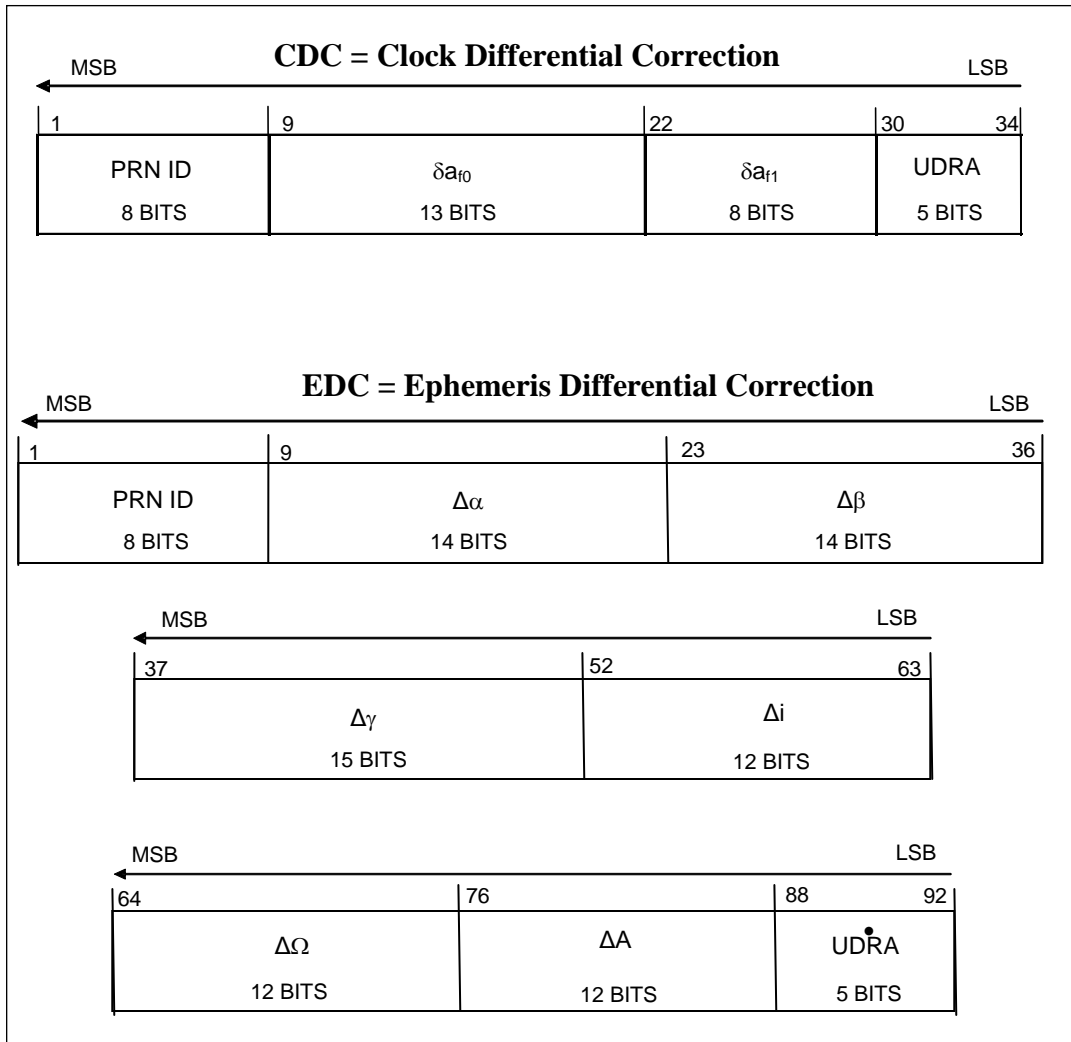 CDC = Clock Differential Correction
MSB LSB
1 9 22 30 34
PRN ID δaf0 δaf1 UDRA
8 BITS 13 BITS 8 BITS 5 BITS
EDC = Ephemeris Differential Correction
MSB LSB
1 9 23 36
PRN ID Δα Δβ
8 BITS 14 BITS 14 BITS
MSB LSB
37 52 63
Δγ Δi
15 BITS 12 BITS
MSB LSB
64 76 88 92
ΔΩ ΔA UDṘA
12 BITS 12 BITS 5 BITS